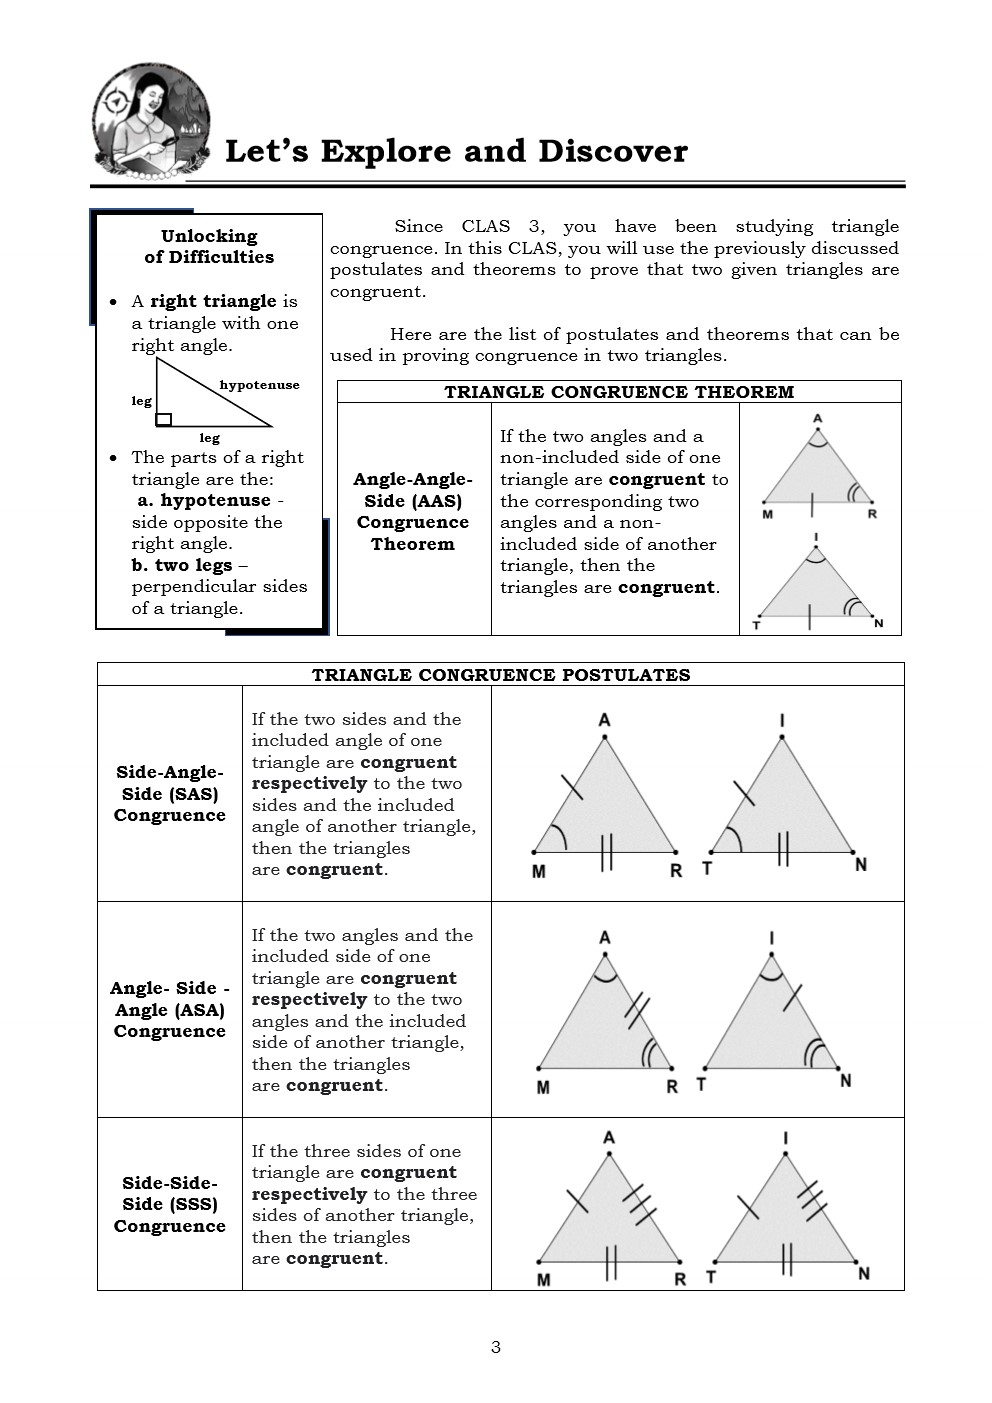 Let's Explore and Discover
Unlocking
of Difficulties
• A right triangle is
a triangle with one
right angle.
leg
hypotenuse
leg
• The parts of a right
triangle are the:
a. hypotenuse -
side opposite the
right angle.
b. two legs –
perpendicular sides
of a triangle.
Since CLAS 3, you have been studying triangle
congruence. In this CLAS, you will use the previously discussed
postulates and theorems to prove that two given triangles are
congruent.
Here are the list of postulates and theorems that can be
used in proving congruence in two triangles.
TRIANGLE CONGRUENCE THEOREM
Angle-Angle-
Side (AAS)
Congruence
Theorem
If the two angles and a
non-included side of one
triangle are congruent to
the corresponding two
angles and a non-
included side of another
triangle, then the
triangles are congruent.
A
M R
I
T N
TRIANGLE CONGRUENCE POSTULATES
Side-Angle-
Side (SAS)
Congruence
If the two sides and the
included angle of one
triangle are congruent
respectively to the two
sides and the included
angle of another triangle,
then the triangles
are congruent.
A I
M R T N
Angle- Side -
Angle (ASA)
Congruence
If the two angles and the
included side of one
triangle are congruent
respectively to the two
angles and the included
side of another triangle,
then the triangles
are congruent.
A I
M R T N
Side-Side-
Side (SSS)
Congruence
If the three sides of one
triangle are congruent
respectively to the three
sides of another triangle,
then the triangles
are congruent.
A I
M R T N
3